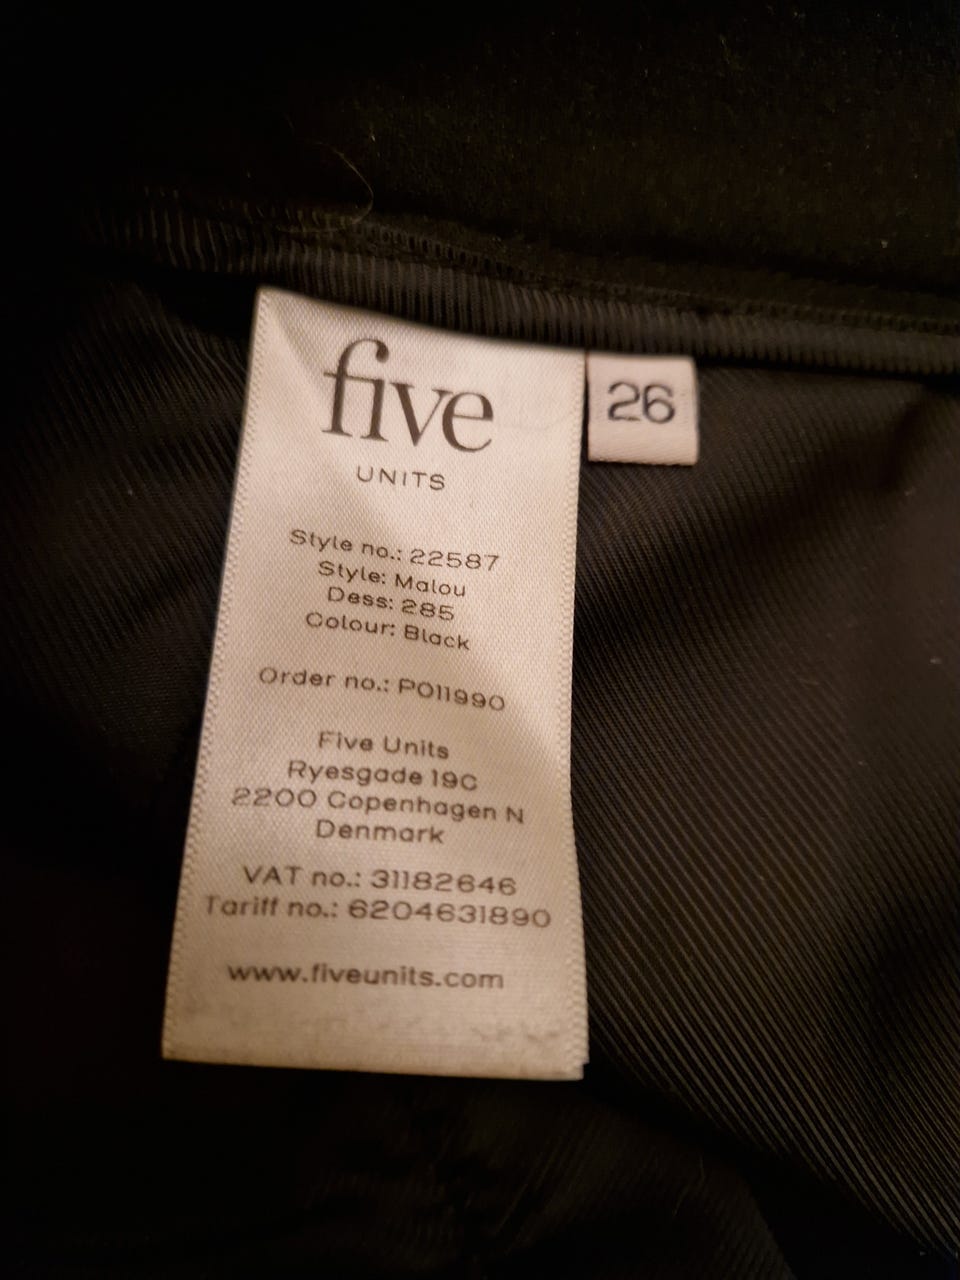 five
UNITS
26
Style no.: 22587
Style: Malou
Dess: 285
Colour: Black
Order no.: PO11990
Five Units
Ryesgade 19C
2200 Copenhagen N
Denmark
VAT no.: 31182646
Tariff no.: 6204631890
www.fiveunits.com